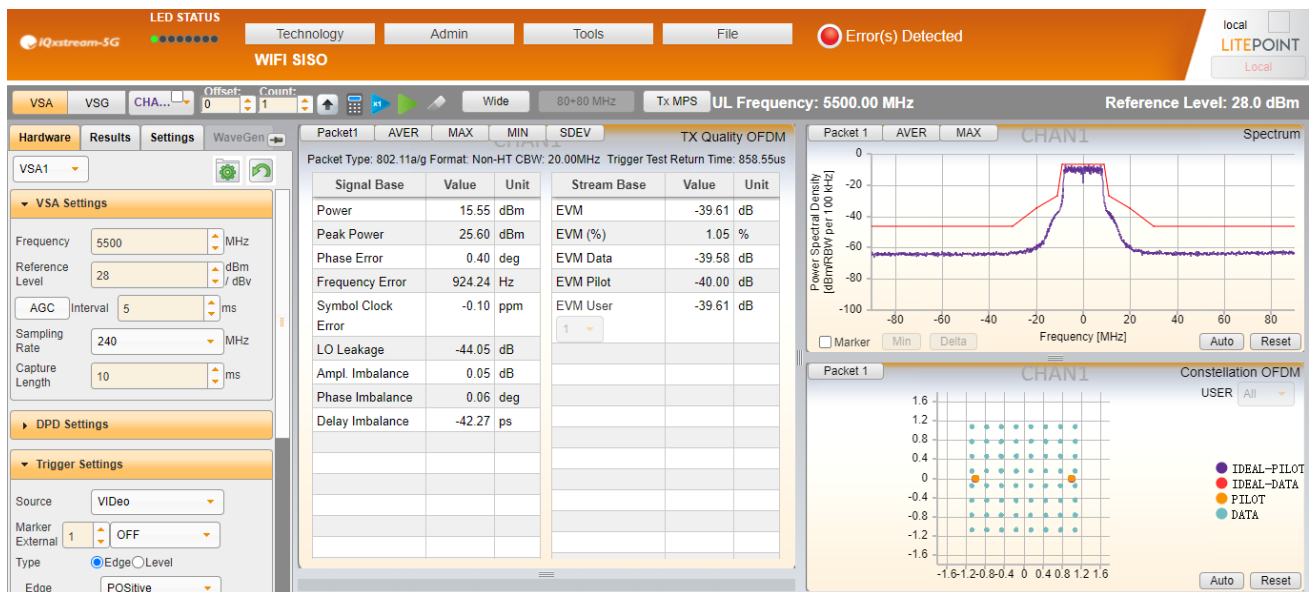 LED STATUS
IQxstream-5G
Technology
Admin
Tools
File
WIFI SISO
Error(s) Detected
local
LITEPOINT
Local
VSA
VSG
CHA...
Offset:
0
Count:
1
x1
Wide
80+80 MHz
Tx MPS
UL Frequency: 5500.00 MHz
Reference Level: 28.0 dBm
Hardware
Results
Settings
WaveGen
VSA1
VSA Settings
Frequency 5500 MHz
Reference
Level 28 dBm
/ dBv
AGC Interval 5 ms
Sampling
Rate 240 MHz
Capture
Length 10 ms
DPD Settings
Trigger Settings
Source VIDeo
Marker
External 1 OFF
Type Edge Level
Edge POSitive
Packet1 AVER MAX MIN SDEV
CHAN1
TX Quality OFDM
Packet Type: 802.11a/g Format: Non-HT CBW: 20.00MHz Trigger Test Return Time: 858.55us
Signal Base Value Unit Stream Base Value Unit
Power 15.55 dBm EVM -39.61 dB
Peak Power 25.60 dBm EVM (%) 1.05 %
Phase Error 0.40 deg EVM Data -39.58 dB
Frequency Error 924.24 Hz EVM Pilot -40.00 dB
Symbol Clock -0.10 ppm EVM User -39.61 dB
Error 1
LO Leakage -44.05 dB
Ampl. Imbalance 0.05 dB
Phase Imbalance 0.06 deg
Delay Imbalance -42.27 ps
Packet 1 AVER MAX
CHAN1
Spectrum
Power Spectral Density
[dBm/RBW per 100 kHz]
0
-20
-40
-60
-80
-100
-80 -60 -40 -20 0 20 40 60 80
Frequency [MHz]
Marker Min Delta
Auto Reset
Packet 1
CHAN1
Constellation OFDM
USER All
1.6
1.2
0.8
0.4
0
-0.4
-0.8
-1.2
-1.6
-1.6 -1.2 -0.8 -0.4 0 0.4 0.8 1.2 1.6
IDEAL-PILOT
IDEAL-DATA
PILOT
DATA
Auto Reset